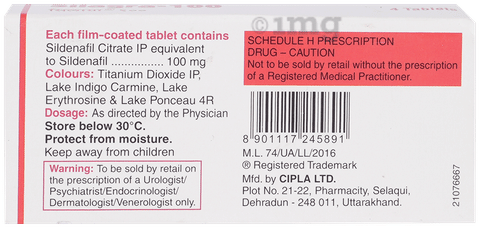 Silagra-100
4 Tablets
1mg
Each film-coated tablet contains
Sildenafil Citrate IP equivalent
to Sildenafil ................ 100 mg
Colours: Titanium Dioxide IP,
Lake Indigo Carmine, Lake
Erythrosine & Lake Ponceau 4R
Dosage: As directed by the Physician
Store below 30°C.
Protect from moisture.
Keep away from children
Warning: To be sold by retail on
the prescription of a Urologist/
Psychiatrist/Endocrinologist/
Dermatologist/Venerologist only.
SCHEDULE H PRESCRIPTION
DRUG – CAUTION
Not to be sold by retail without the prescription
of a Registered Medical Practitioner.
8 901117 245891
M.L. 74/UA/LL/2016
® Registered Trademark
Mfd. by CIPLA LTD.
Plot No. 21-22, Pharmacity, Selaqui,
Dehradun - 248 011, Uttarakhand.
21076667